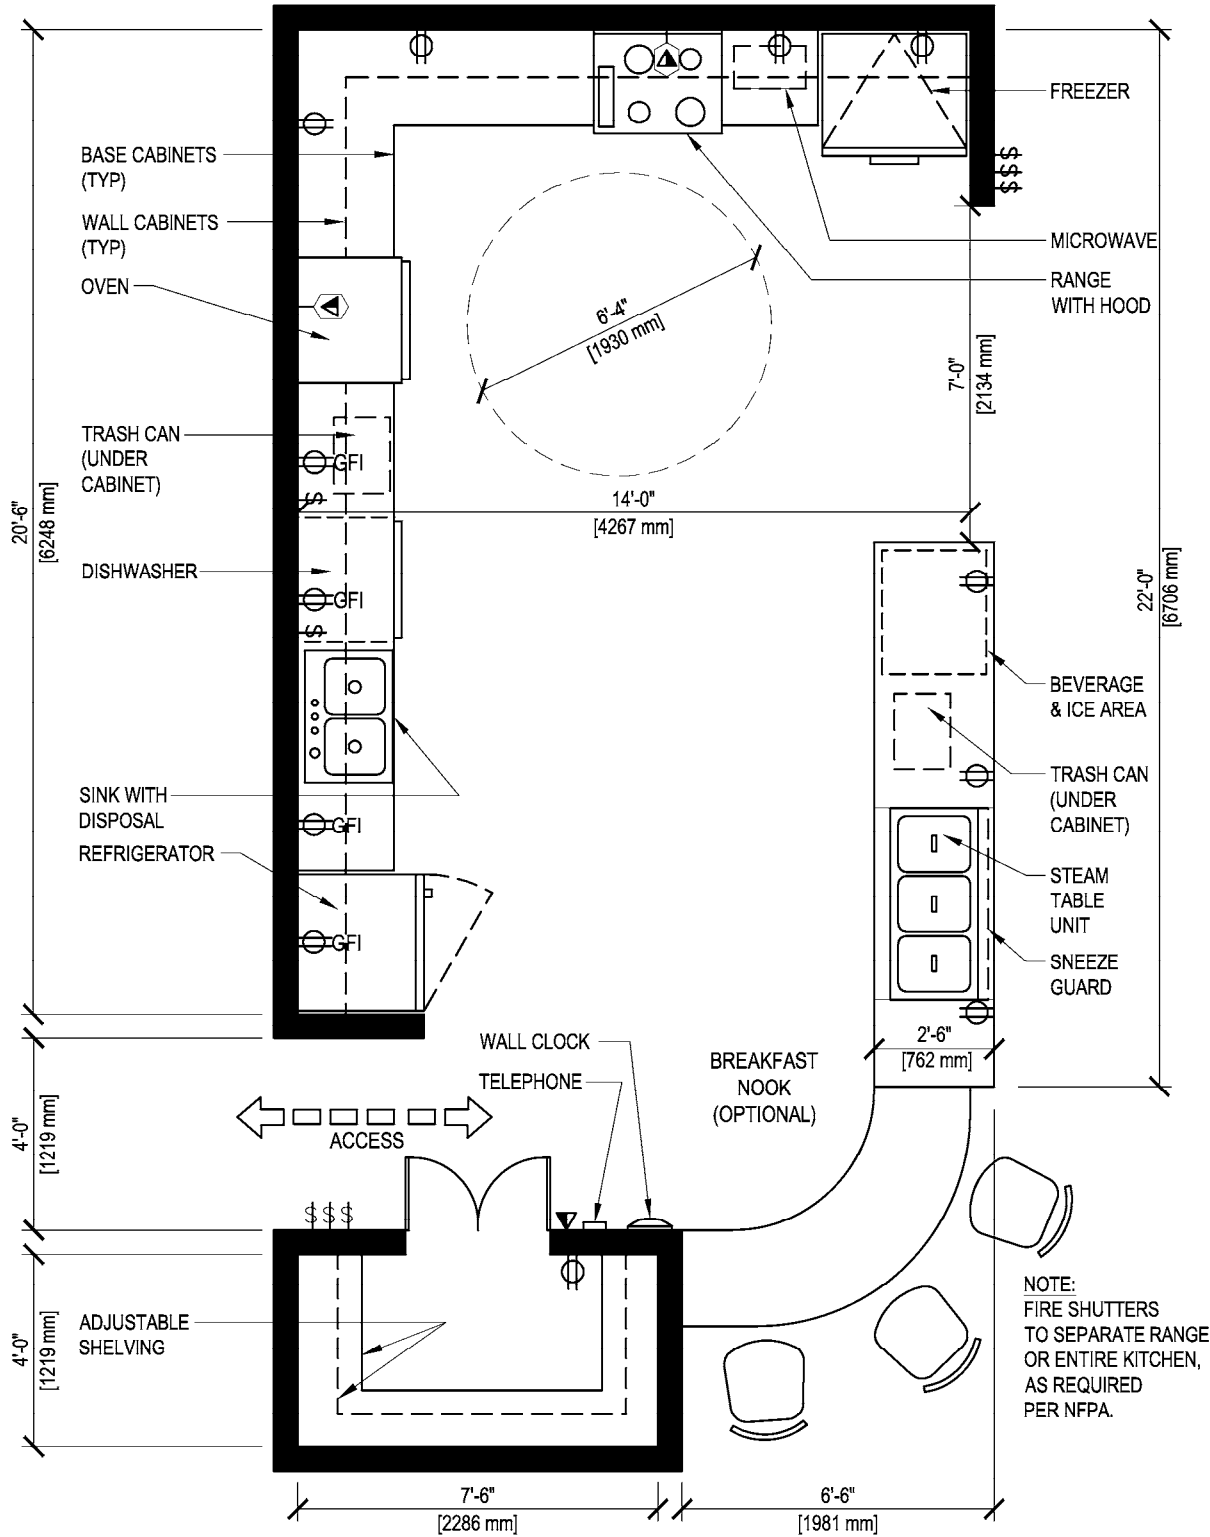 FREEZER
BASE CABINETS
(TYP)
WALL CABINETS
(TYP)
OVEN
MICROWAVE
RANGE
WITH HOOD
6'-4"
[1930 mm]
7'-0"
[2134 mm]
TRASH CAN
(UNDER
CABINET)
GFI
S
S
S
S
14'-0"
[4267 mm]
20'-6"
[6248 mm]
DISHWASHER
GFI
S
22'-0"
[6706 mm]
BEVERAGE
& ICE AREA
TRASH CAN
(UNDER
CABINET)
SINK WITH
DISPOSAL
GFI
REFRIGERATOR
GFI
STEAM
TABLE
UNIT
SNEEZE
GUARD
2'-6"
[762 mm]
WALL CLOCK
TELEPHONE
BREAKFAST
NOOK
(OPTIONAL)
ACCESS
4'-0"
[1219 mm]
S S S
4'-0"
[1219 mm]
ADJUSTABLE
SHELVING
NOTE:
FIRE SHUTTERS
TO SEPARATE RANGE
OR ENTIRE KITCHEN,
AS REQUIRED
PER NFPA.
7'-6"
[2286 mm]
6'-6"
[1981 mm]